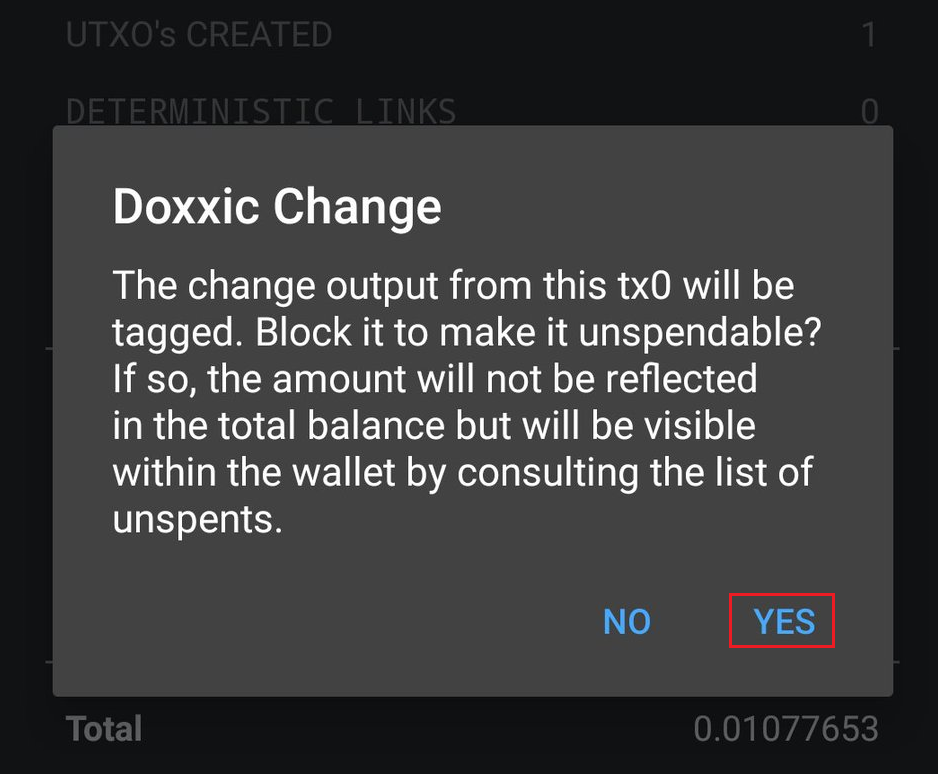 UTXO's CREATED 1
DETERMINISTIC LINKS 0
Doxxic Change
The change output from this tx0 will be
tagged. Block it to make it unspendable?
If so, the amount will not be reflected
in the total balance but will be visible
within the wallet by consulting the list of
unspents.
NO YES
Total 0.01077653